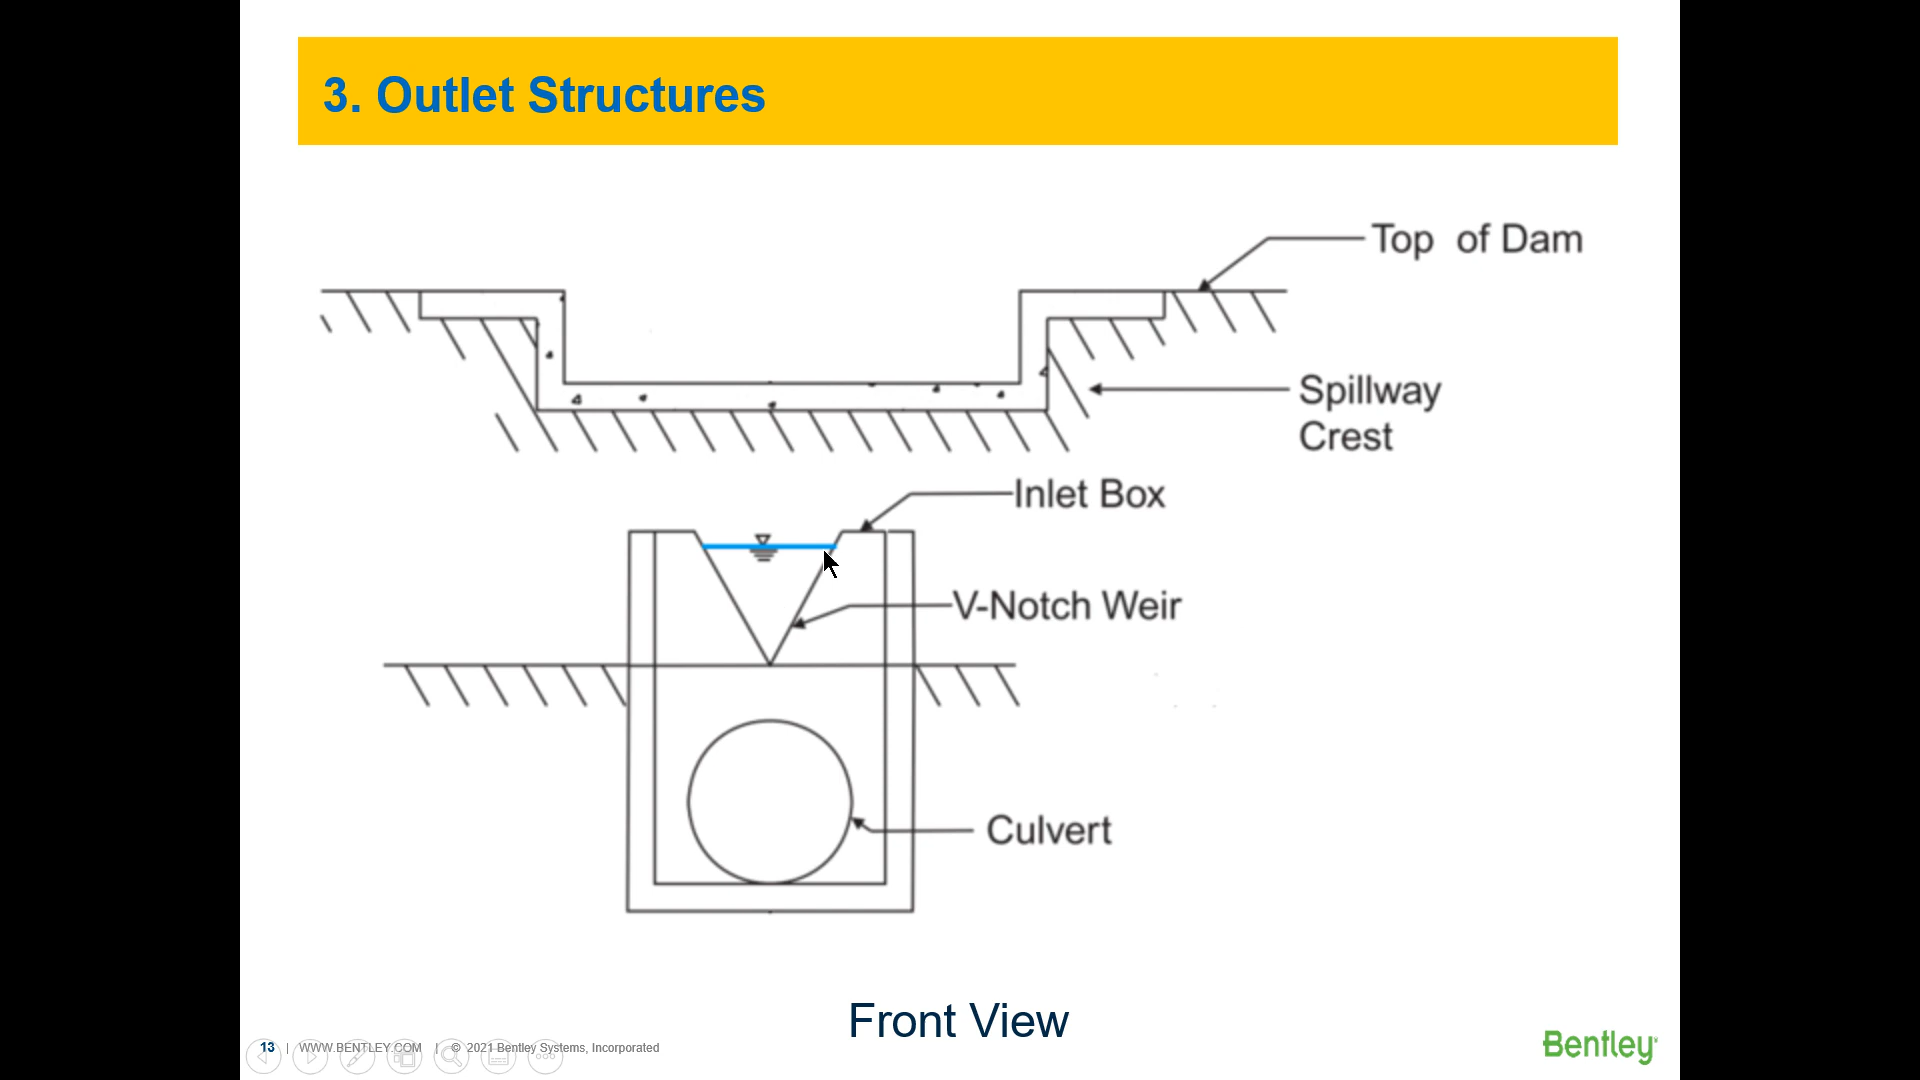 3. Outlet Structures
Top of Dam
Spillway
Crest
Inlet Box
V-Notch Weir
Culvert
Front View
13 | WWW.BENTLEY.COM | © 2021 Bentley Systems, Incorporated
Bentley